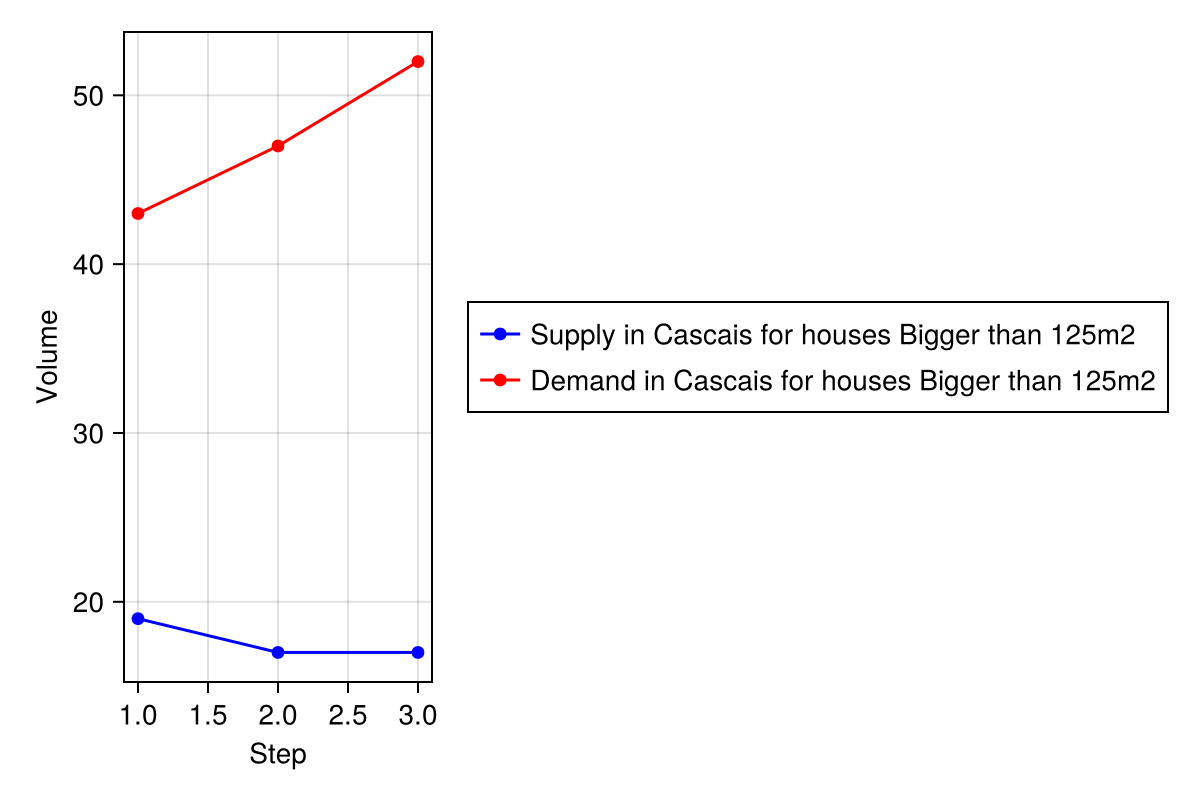 50
40
30
20
Volume
1.0 1.5 2.0 2.5 3.0
Step
Supply in Cascais for houses Bigger than 125m2
Demand in Cascais for houses Bigger than 125m2